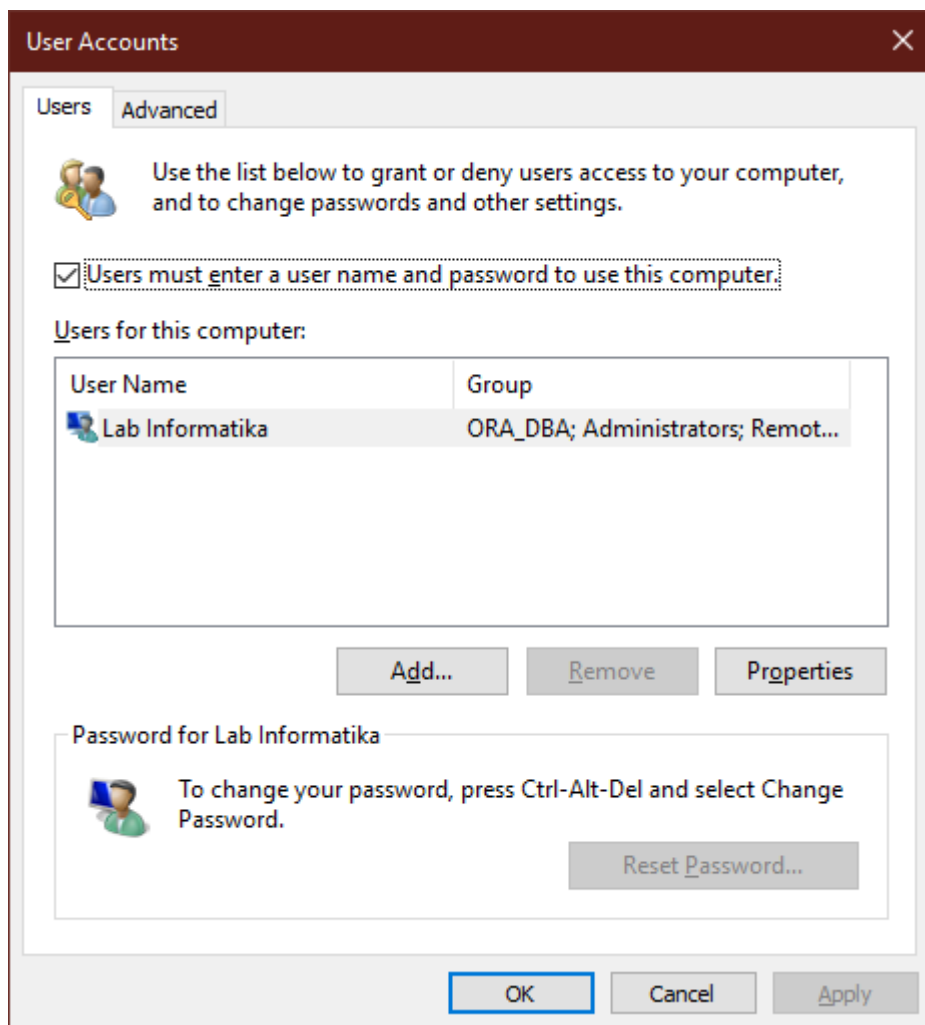 User Accounts
Users
Advanced
Use the list below to grant or deny users access to your computer,
and to change passwords and other settings.
Users must enter a user name and password to use this computer.
Users for this computer:
User Name
Group
Lab Informatika
ORA_DBA; Administrators; Remot...
Add...
Remove
Properties
Password for Lab Informatika
To change your password, press Ctrl-Alt-Del and select Change
Password.
Reset Password...
OK
Cancel
Apply